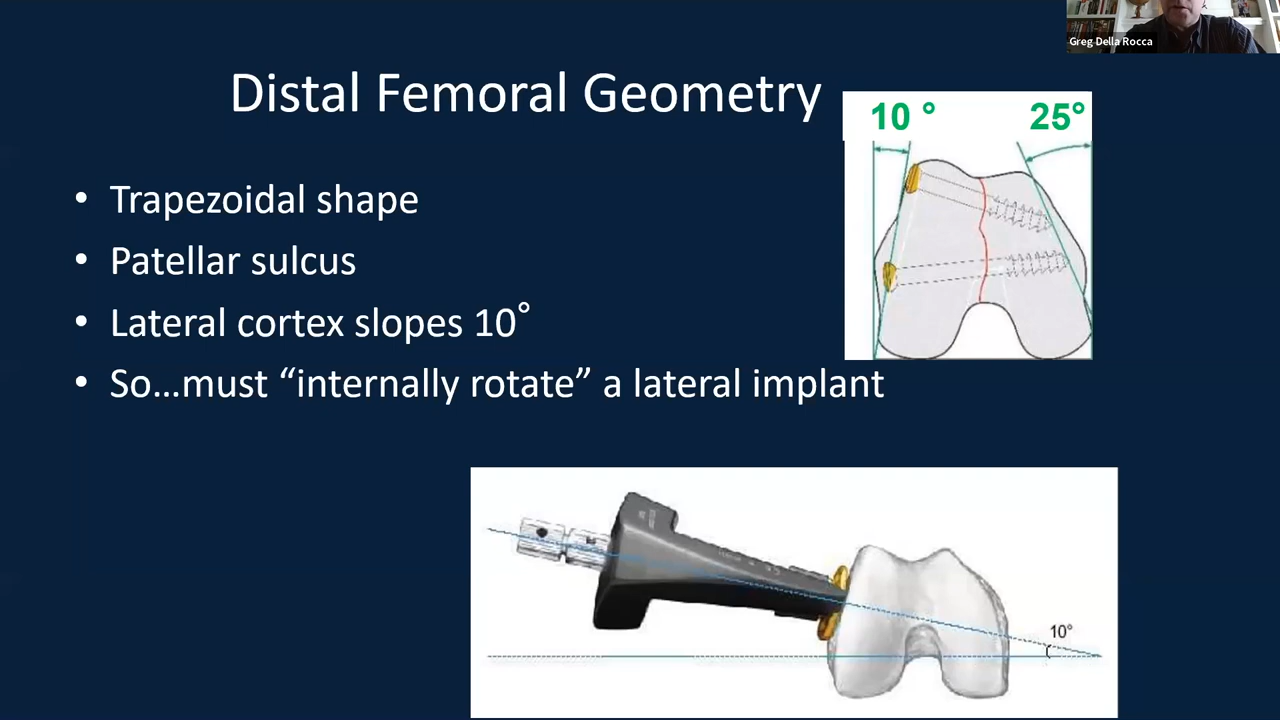 Greg Della Rocca
Distal Femoral Geometry
10 °
25°
• Trapezoidal shape
• Patellar sulcus
• Lateral cortex slopes 10°
• So...must “internally rotate” a lateral implant
10°